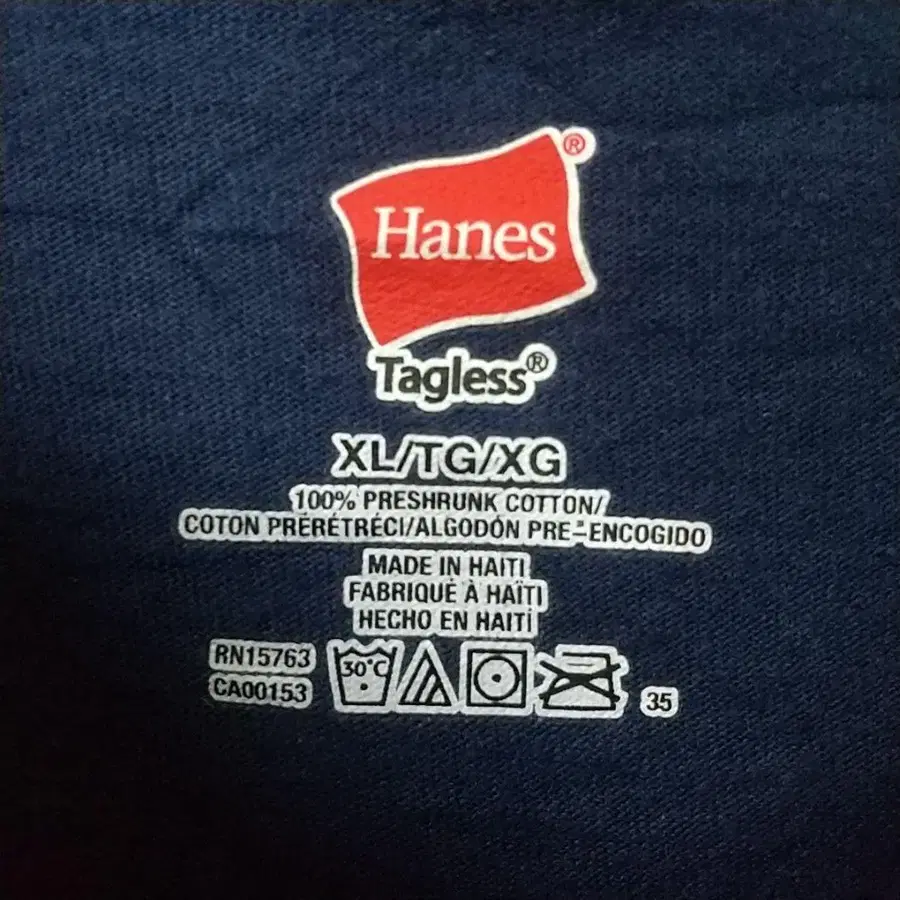 Hanes®
Tagless®
XL/TG/XG
100% PRESHRUNK COTTON/
COTON PRÉRÉTRÉCI/ALGODÓN PRE-ENCOGIDO
MADE IN HAITI
FABRIQUÉ À HAÏTI
HECHO EN HAITÍ
RN15763
CA00153
30°C
35